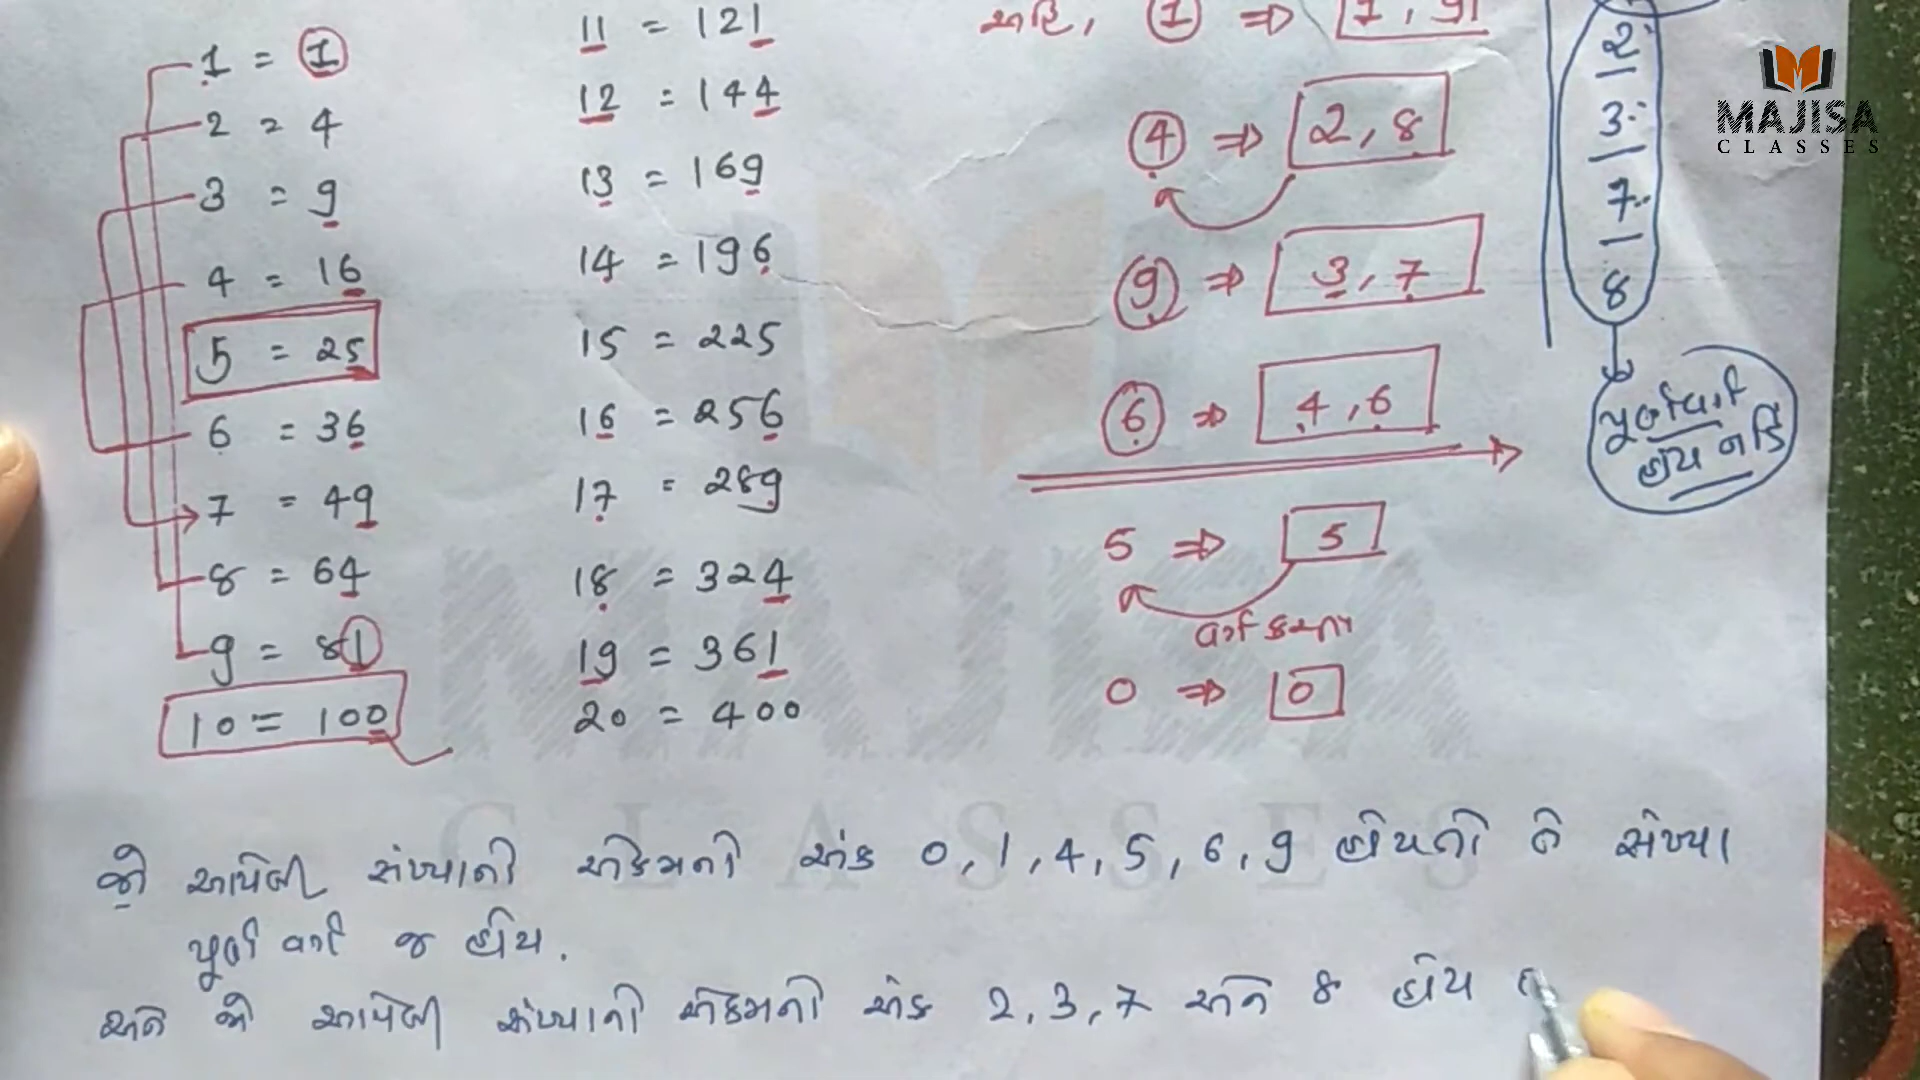 1 = 1
2 = 4
3 = 9
4 = 16
5 = 25
6 = 36
7 = 49
8 = 64
9 = 81
10 = 100
11 = 121
12 = 144
13 = 169
14 = 196
15 = 225
16 = 256
17 = 289
18 = 324
19 = 361
20 = 400
1 ⇒ 1, 9
4 ⇒ 2, 8
9 ⇒ 3, 7
6 ⇒ 4, 6
5 ⇒ 5
વર્ગ કરતા
0 ⇒ 0
2
3
7
8
પૂર્ણવર્ગ
હોય નહિ
MAJISA
CLASSES
MAJISA
CLASSES
જો આપેલી સંખ્યાનો એકમનો અંક 0, 1, 4, 5, 6, 9 હોયતો તે સંખ્યા
પૂર્ણ વર્ગ જ હોય.
અને જો આપેલી સંખ્યાનો એકમનો અંક 2, 3, 7 અને 8 હોય